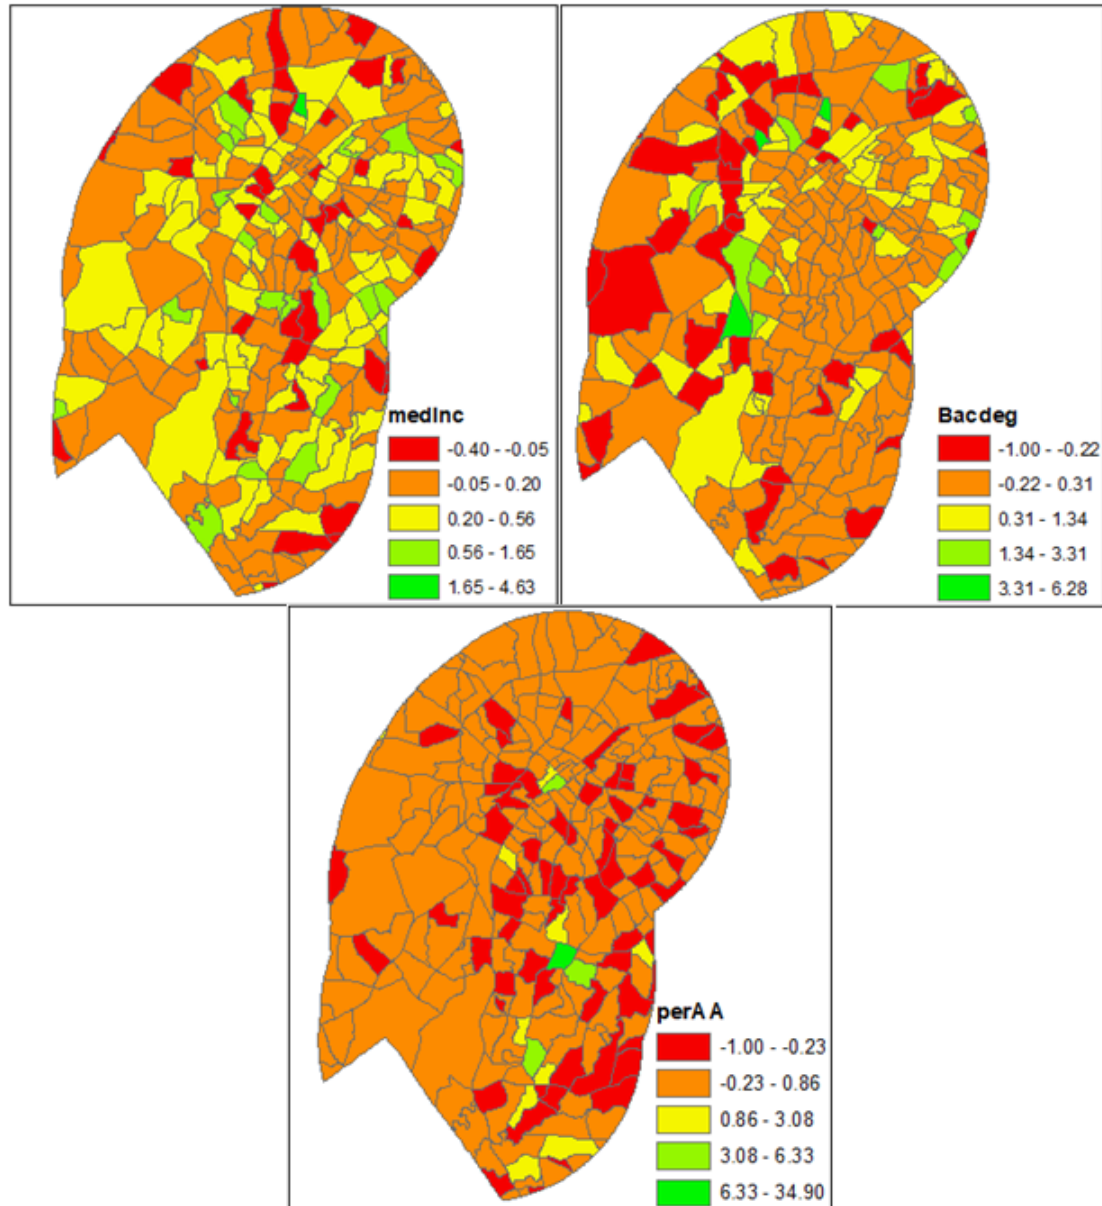 medInc
-0.40 - -0.05
-0.05 - 0.20
0.20 - 0.56
0.56 - 1.65
1.65 - 4.63
Bacdeg
-1.00 - -0.22
-0.22 - 0.31
0.31 - 1.34
1.34 - 3.31
3.31 - 6.28
perAA
-1.00 - -0.23
-0.23 - 0.86
0.86 - 3.08
3.08 - 6.33
6.33 - 34.90